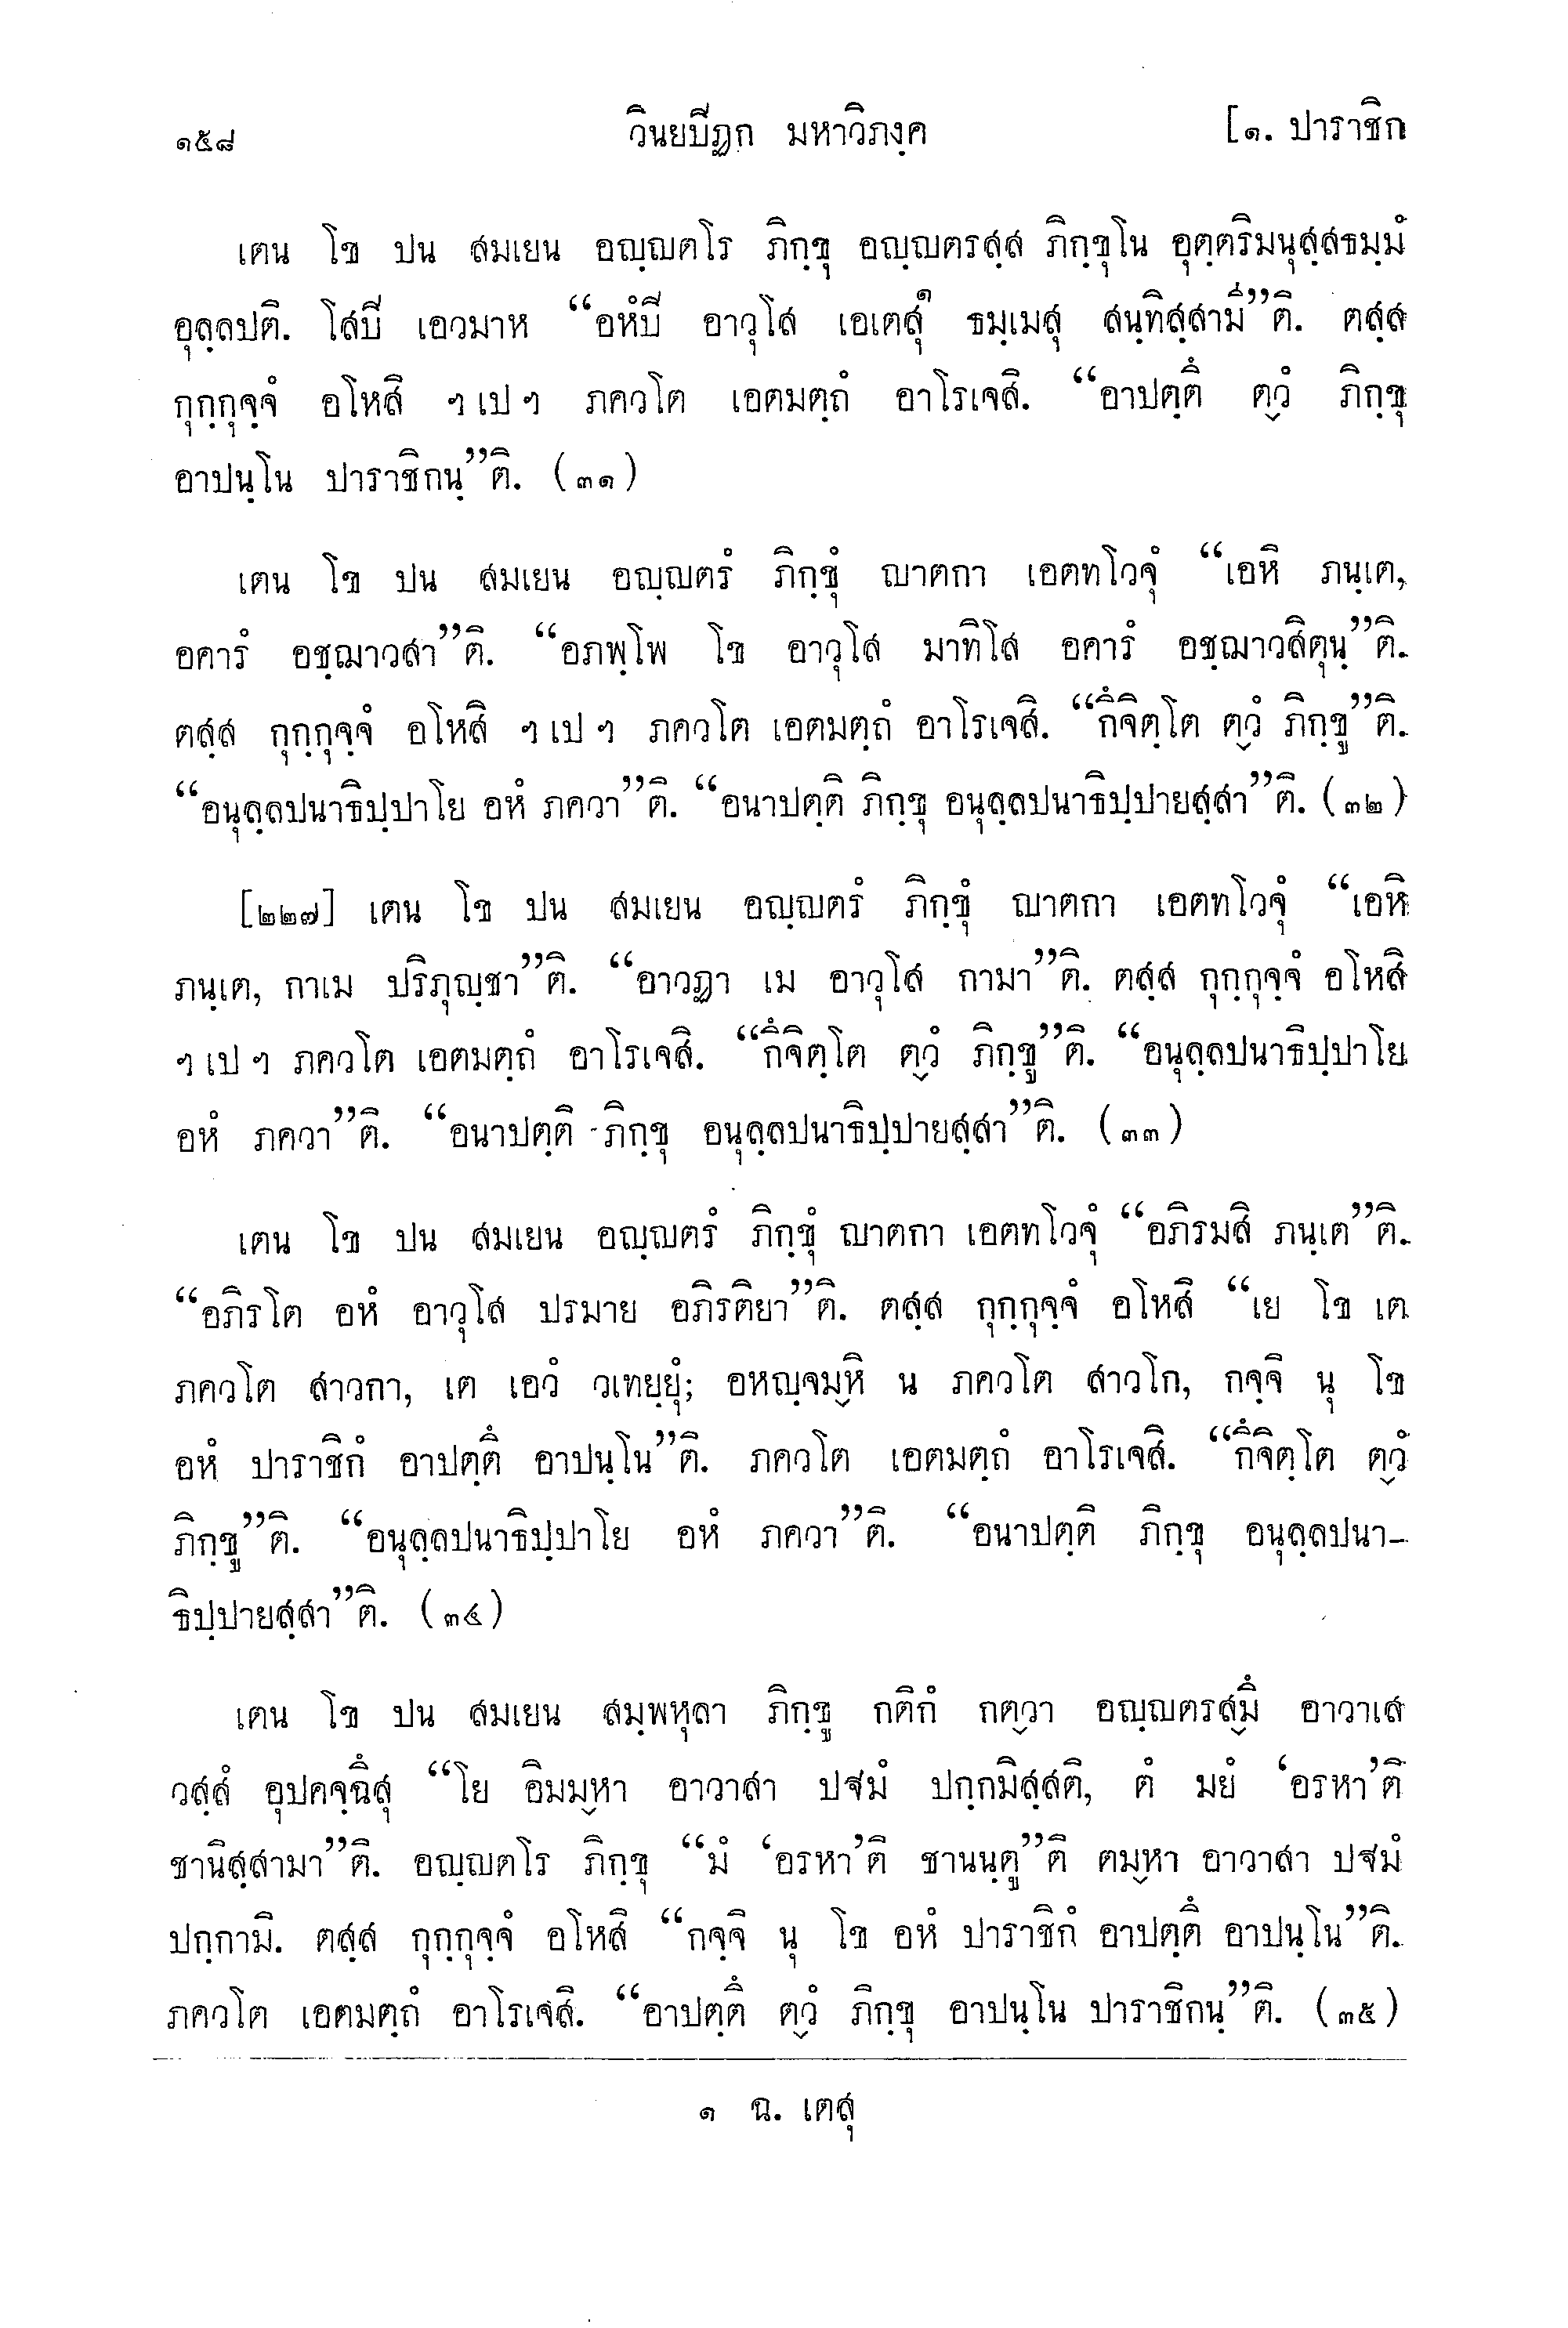 ๑๕๘ วินยปิฏก มหาวิภงฺค [๑. ปาราชิก
เตน โข ปน สมเยน อญฺญตโร ภิกฺขุ อญฺญตรสฺส ภิกฺขุโน อุตฺตริมนุสฺสธมฺมํ
อุลฺลปติ. โสปิ เอวมาห “อหํปิ อาวุโส เอเตสุ๑ ธมฺเมสุ สนฺทิสฺสามี”ติ. ตสฺส
กุกฺกุจฺจํ อโหสิ ฯ เป ฯ ภควโต เอตมตฺถํ อาโรเจสิ. “อาปตฺตึ ตฺวํ ภิกฺขุ
อาปนฺโน ปาราชิกนฺ”ติ. (๓๑)
เตน โข ปน สมเยน อญฺญตรํ ภิกฺขุํ ญาตกา เอตทโวจุํ “เอหิ ภนฺเต,
อคารํ อชฺฌาวสา”ติ. “อภพฺโพ โข อาวุโส มาทิโส อคารํ อชฺฌาวสิตุนฺ”ติ.
ตสฺส กุกฺกุจฺจํ อโหสิ ฯ เป ฯ ภควโต เอตมตฺถํ อาโรเจสิ. “กึจิตฺโต ตฺวํ ภิกฺขู”ติ.
“อนุลฺลปนาธิปฺปาโย อหํ ภควา”ติ. “อนาปตฺติ ภิกฺขุ อนุลฺลปนาธิปฺปายสฺสา”ติ. (๓๒)
[๒๒๗] เตน โข ปน สมเยน อญฺญตรํ ภิกฺขุํ ญาตกา เอตทโวจุํ “เอหิ
ภนฺเต, กาเม ปริภุญฺชา”ติ. “อาวฏา เม อาวุโส กามา”ติ. ตสฺส กุกฺกุจฺจํ อโหสิ
ฯ เป ฯ ภควโต เอตมตฺถํ อาโรเจสิ. “กึจิตฺโต ตฺวํ ภิกฺขู”ติ. “อนุลฺลปนาธิปฺปาโย
อหํ ภควา”ติ. “อนาปตฺติ ภิกฺขุ อนุลฺลปนาธิปฺปายสฺสา”ติ. (๓๓)
เตน โข ปน สมเยน อญฺญตรํ ภิกฺขุํ ญาตกา เอตทโวจุํ “อภิรมสิ ภนฺเต”ติ.
“อภิรโต อหํ อาวุโส ปรมาย อภิรติยา”ติ. ตสฺส กุกฺกุจฺจํ อโหสิ “เย โข เต
ภควโต สาวกา, เต เอวํ วเทยฺยุํ; อหญฺจมฺหิ น ภควโต สาวโก, กจฺจิ นุ โข
อหํ ปาราชิกํ อาปตฺตึ อาปนฺโน”ติ. ภควโต เอตมตฺถํ อาโรเจสิ. “กึจิตฺโต ตฺวํ
ภิกฺขู”ติ. “อนุลฺลปนาธิปฺปาโย อหํ ภควา”ติ. “อนาปตฺติ ภิกฺขุ อนุลฺลปนา-
ธิปฺปายสฺสา”ติ. (๓๔)
เตน โข ปน สมเยน สมฺพหุลา ภิกฺขู กติกํ กตฺวา อญฺญตรสฺมึ อาวาเส
วสฺสํ อุปคจฺฉึสุ “โย อิมมฺหา อาวาสา ปฐมํ ปกฺกมิสฺสติ, ตํ มยํ ‘อรหา’ติ
ชานิสฺสามา”ติ. อญฺญตโร ภิกฺขุ “มํ ‘อรหา’ติ ชานนฺตู”ติ ตมฺหา อาวาสา ปฐมํ
ปกฺกามิ. ตสฺส กุกฺกุจฺจํ อโหสิ “กจฺจิ นุ โข อหํ ปาราชิกํ อาปตฺตึ อาปนฺโน”ติ.
ภควโต เอตมตฺถํ อาโรเจสิ. “อาปตฺตึ ตฺวํ ภิกฺขุ อาปนฺโน ปาราชิกนฺ”ติ. (๓๕)
๑ ฉ. เตสุ